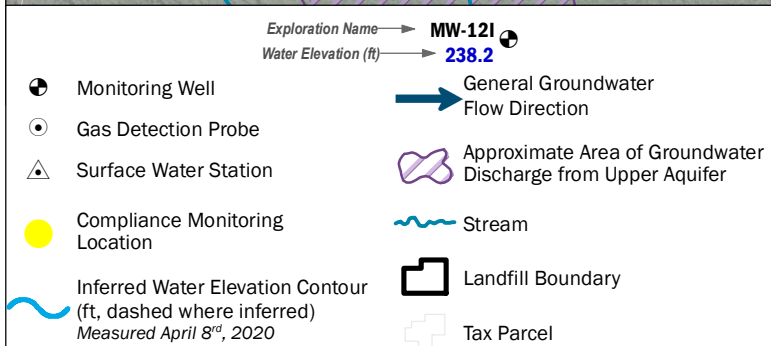 Exploration Name MW-12I
Water Elevation (ft) 238.2
Monitoring Well
Gas Detection Probe
Surface Water Station
Compliance Monitoring
Location
Inferred Water Elevation Contour
(ft, dashed where inferred)
Measured April 8rd, 2020
General Groundwater
Flow Direction
Approximate Area of Groundwater
Discharge from Upper Aquifer
Stream
Landfill Boundary
Tax Parcel